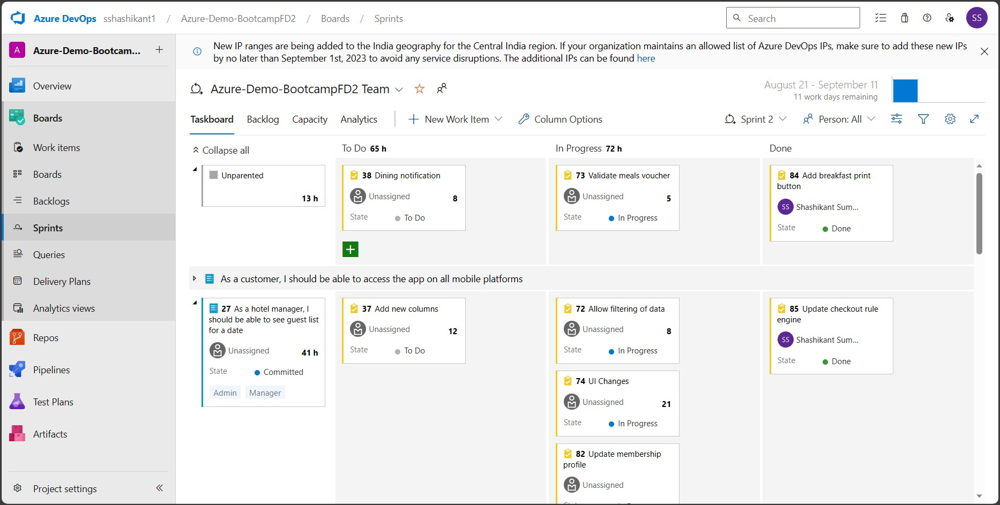 Azure DevOps sshashikant1 / Azure-Demo-BootcampFD2 / Boards / Sprints
Search
SS
A Azure-Demo-Bootcam... +
Overview
Boards
Work items
Boards
Backlogs
Sprints
Queries
Delivery Plans
Analytics views
Repos
Pipelines
Test Plans
Artifacts
Project settings
New IP ranges are being added to the India geography for the Central India region. If your organization maintains an allowed list of Azure DevOps IPs, make sure to add these new IPs
by no later than September 1st, 2023 to avoid any service disruptions. The additional IPs can be found here
Azure-Demo-BootcampFD2 Team
August 21 - September 11
11 work days remaining
Taskboard Backlog Capacity Analytics New Work Item Column Options
Sprint 2 Person: All
Collapse all
To Do 65 h
In Progress 72 h
Done
Unparented
13 h
38 Dining notification
Unassigned 8
State To Do
73 Validate meals voucher
Unassigned 5
State In Progress
84 Add breakfast print
button
SS Shashikant Sum...
State Done
As a customer, I should be able to access the app on all mobile platforms
27 As a hotel manager, I
should be able to see guest list
for a date
Unassigned 41 h
State Committed
Admin Manager
37 Add new columns
Unassigned 12
State To Do
72 Allow filtering of data
Unassigned 8
State In Progress
74 UI Changes
Unassigned 21
State In Progress
82 Update membership
profile
Unassigned
85 Update checkout rule
engine
SS Shashikant Sum...
State Done